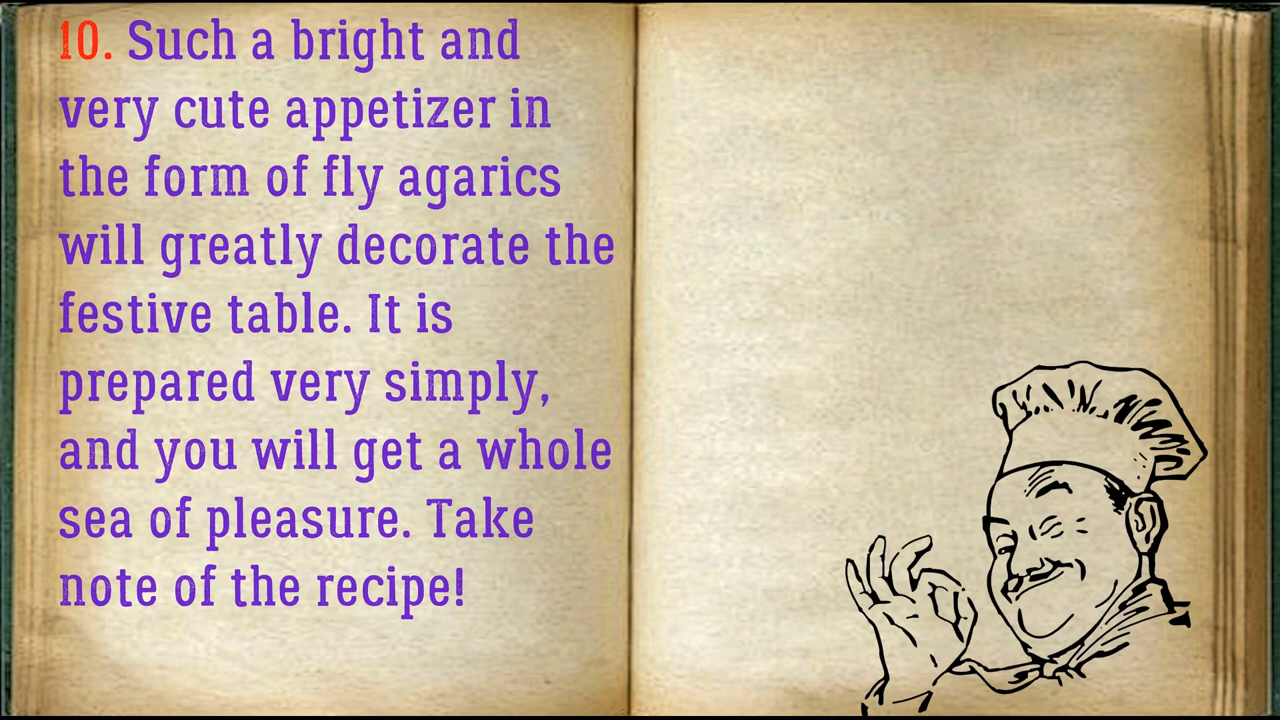 10. Such a bright and
very cute appetizer in
the form of fly agarics
will greatly decorate the
festive table. It is
prepared very simply,
and you will get a whole
sea of pleasure. Take
note of the recipe!